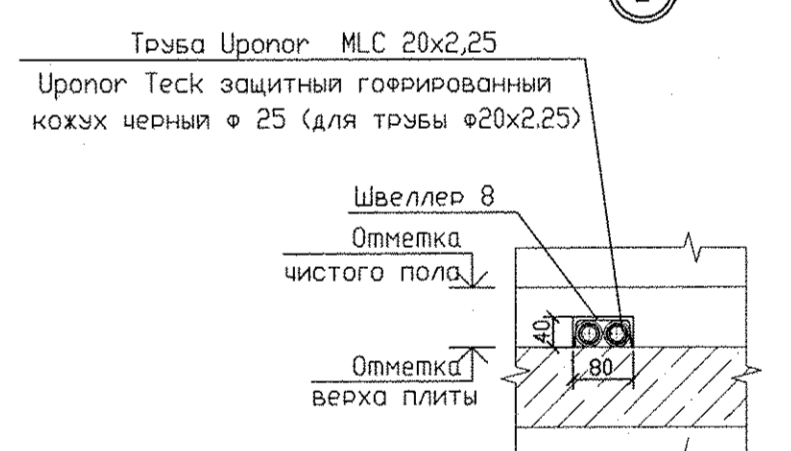 Труба Uponor MLC 20x2,25
Uponor Teck защитный гофрированный
кожух черный ф 25 (для трубы ф20x2.25)
Швеллер 8
Отметка
чистого пола
40
80
Отметка
верха плиты